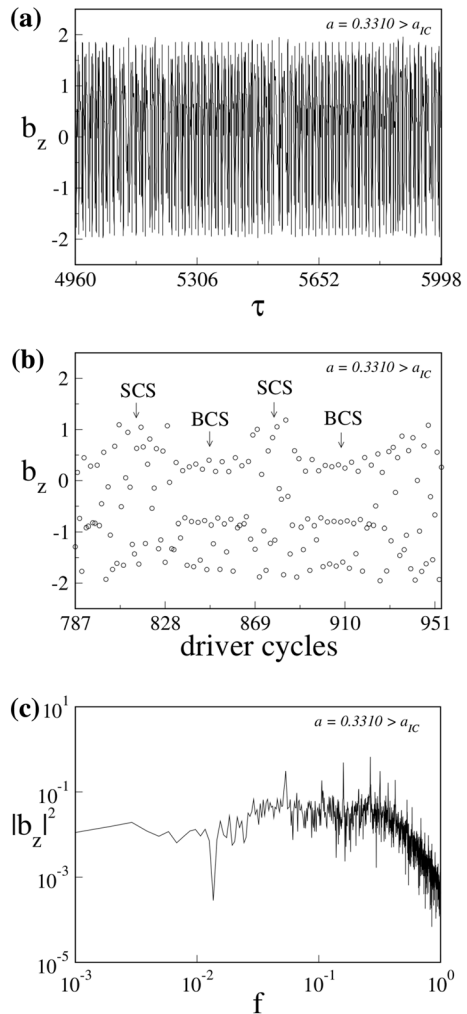 (a)
a = 0.3310 > a_IC
b_z
2
1
0
-1
-2
4960 5306 5652 5998
τ
(b)
a = 0.3310 > a_IC
SCS SCS
BCS BCS
b_z
2
1
0
-1
-2
787 828 869 910 951
driver cycles
(c)
a = 0.3310 > a_IC
|b_z|^2
10^1
10^-1
10^-3
10^-5
10^-3 10^-2 10^-1 10^0
f